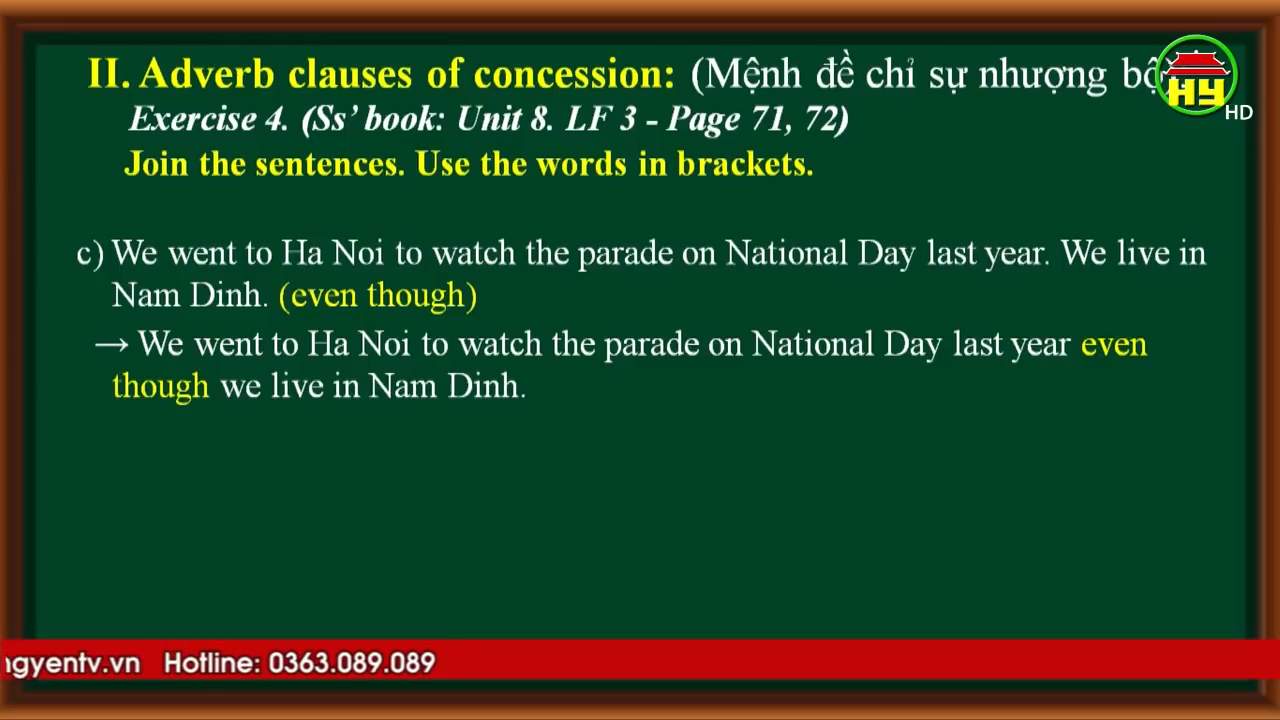 II. Adverb clauses of concession: (Mệnh đề chỉ sự nhượng bộ
HY
HD
Exercise 4. (Ss' book: Unit 8. LF 3 - Page 71, 72)
Join the sentences. Use the words in brackets.
c) We went to Ha Noi to watch the parade on National Day last year. We live in
Nam Dinh. (even though)
→ We went to Ha Noi to watch the parade on National Day last year even
though we live in Nam Dinh.
ngyentv.vn Hotline: 0363.089.089